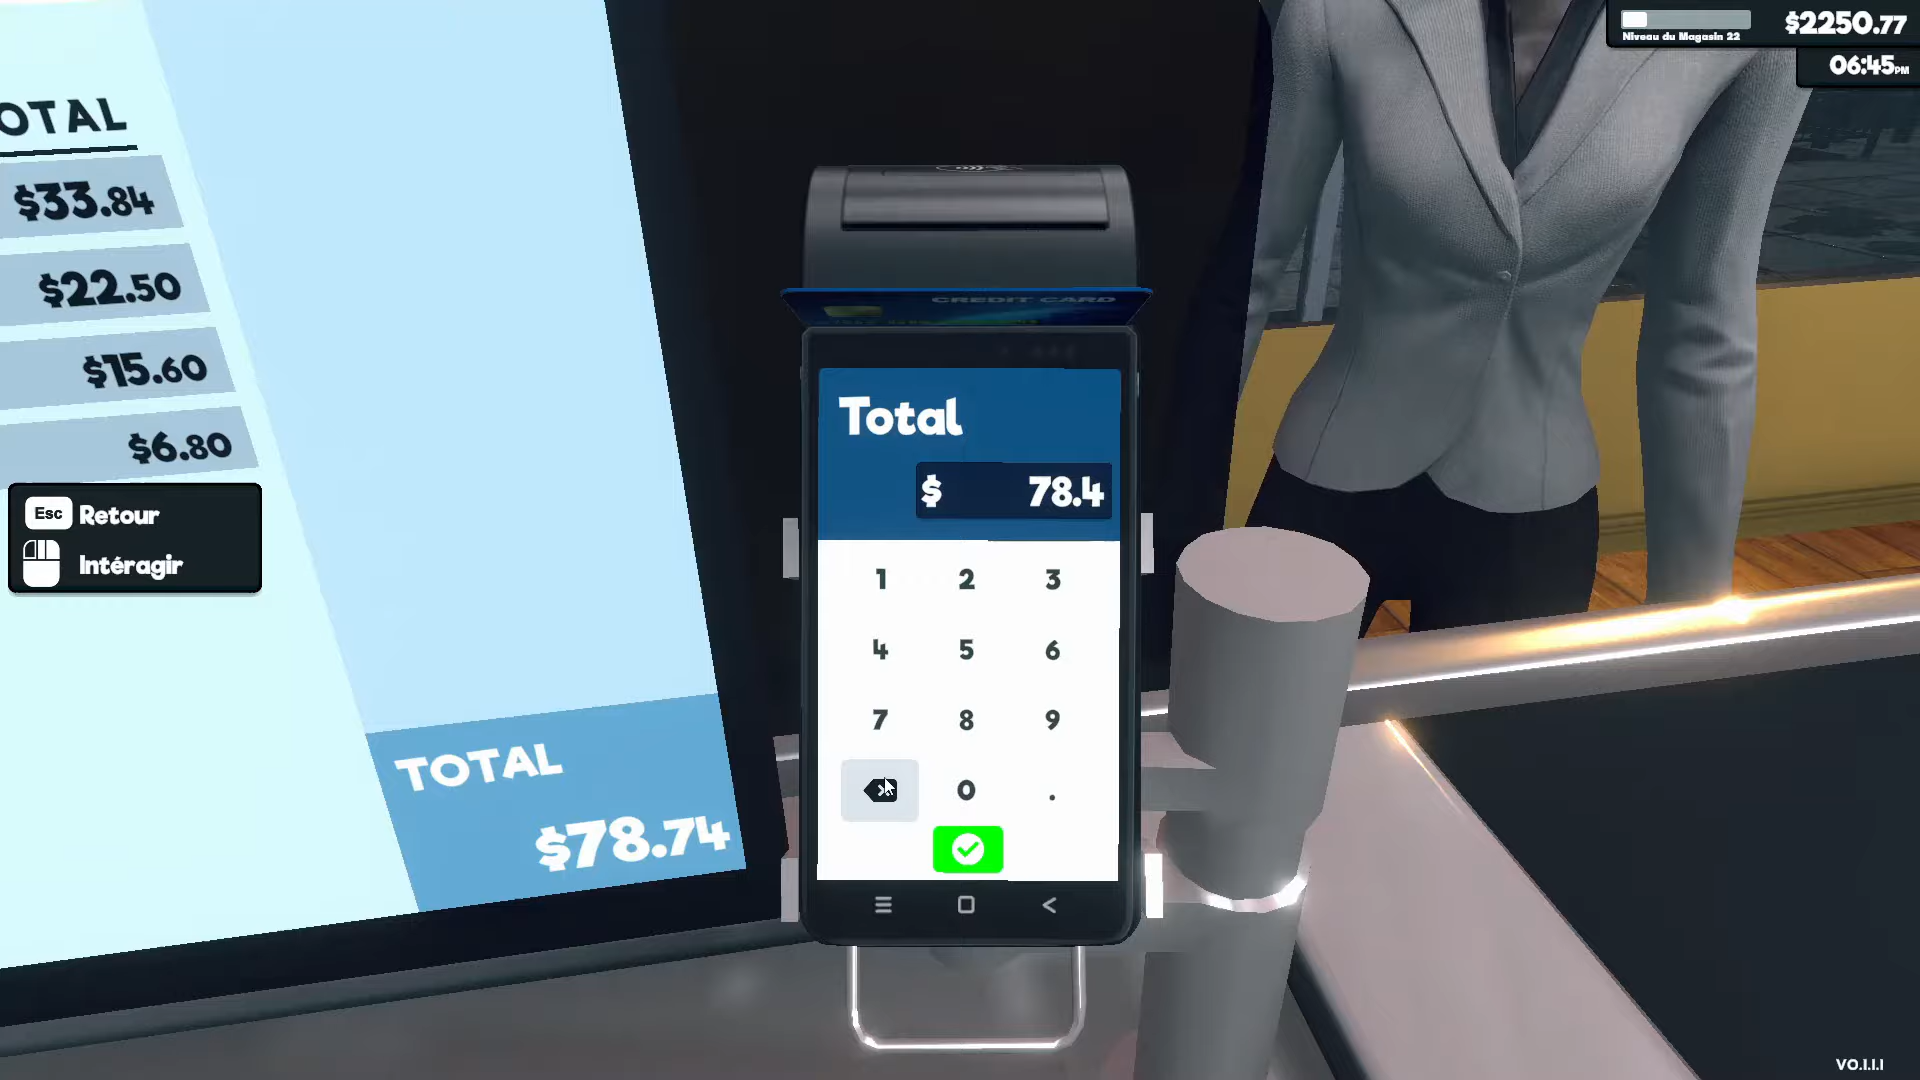 OTAL
$33.84
$22.50
$15.60
$6.80
Esc Retour
Intéragir
TOTAL
$78.74
CREDIT CARD
Total
$ 78.4
1 2 3
4 5 6
7 8 9
0 .
Niveau du Magasin 22
$2250.77
06:45PM
V0.1.1.1